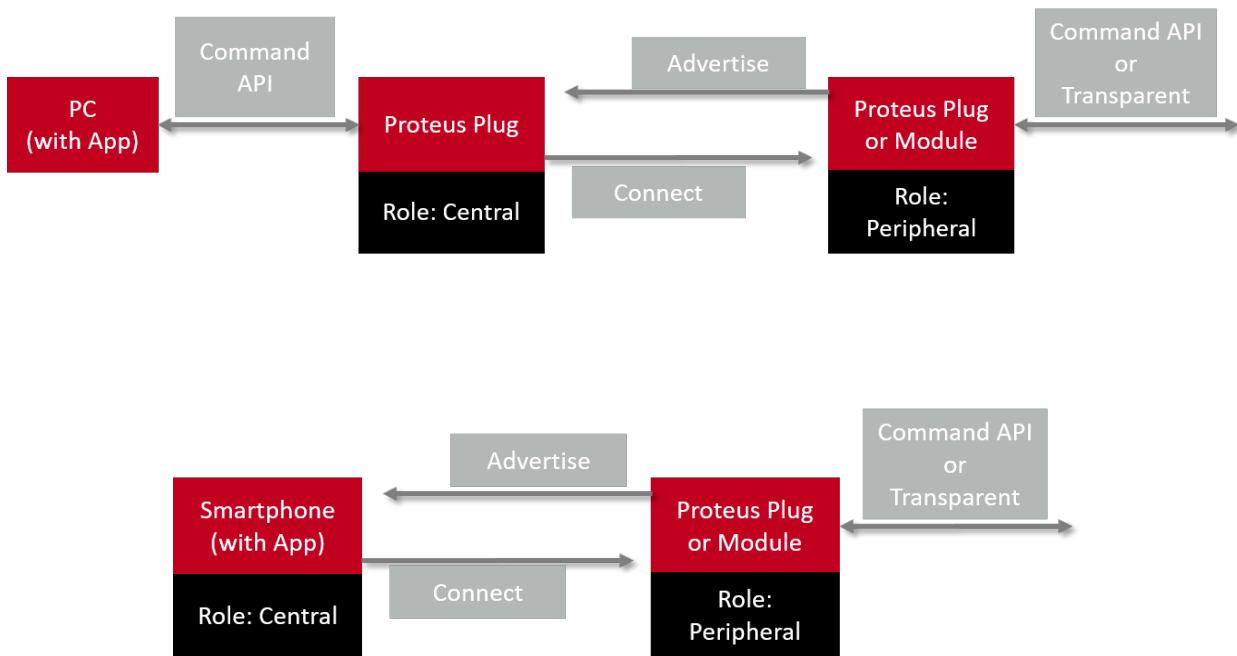 Command
API
Advertise
Command API
or
Transparent
PC
(with App)
Proteus Plug
Proteus Plug
or Module
Connect
Role: Central
Role:
Peripheral
Advertise
Command API
or
Transparent
Smartphone
(with App)
Proteus Plug
or Module
Connect
Role: Central
Role:
Peripheral